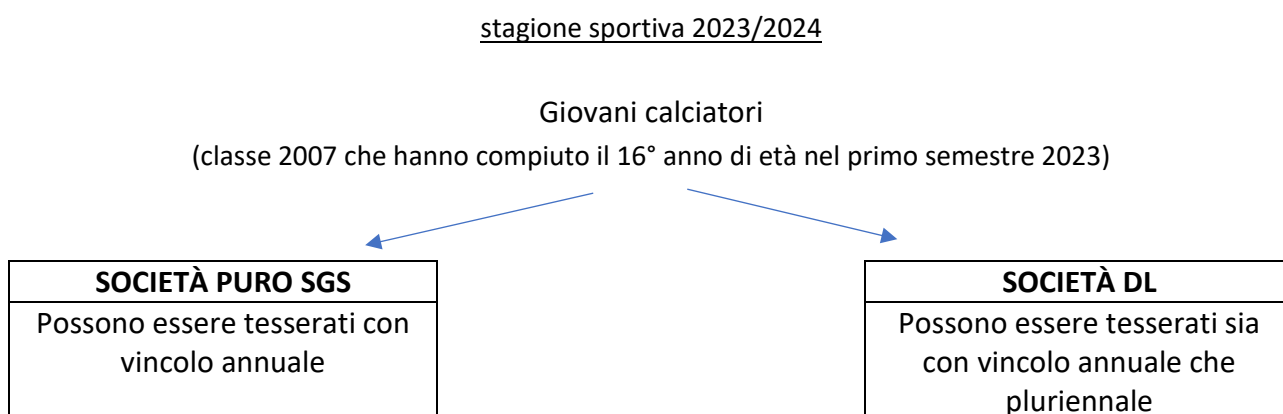 stagione sportiva 2023/2024
Giovani calciatori
(classe 2007 che hanno compiuto il 16° anno di età nel primo semestre 2023)
SOCIETÀ PURO SGS
Possono essere tesserati con
vincolo annuale
SOCIETÀ DL
Possono essere tesserati sia
con vincolo annuale che
pluriennale